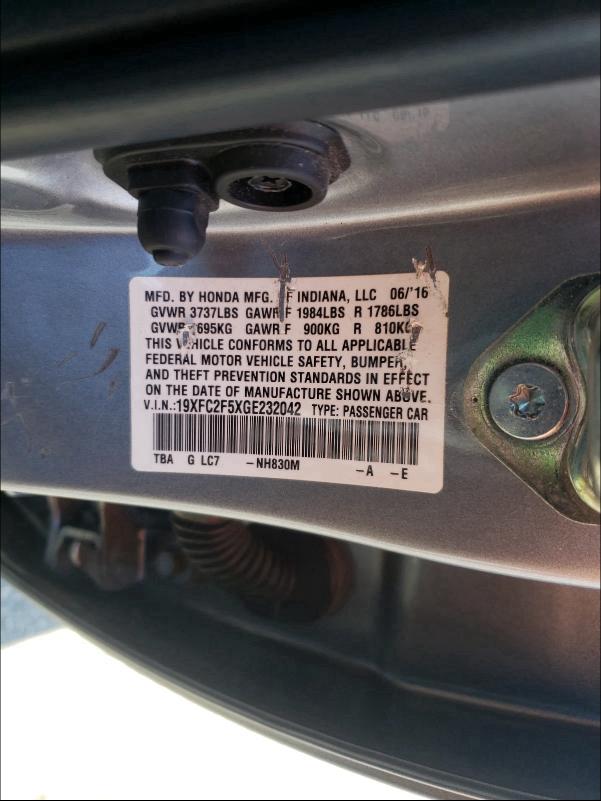 MFD. BY HONDA MFG. OF INDIANA, LLC 06/'16
GVWR 3737LBS GAWR F 1984LBS R 1786LBS
GVWR 1695KG GAWR F 900KG R 810KG
THIS VEHICLE CONFORMS TO ALL APPLICABLE
FEDERAL MOTOR VEHICLE SAFETY, BUMPER,
AND THEFT PREVENTION STANDARDS IN EFFECT
ON THE DATE OF MANUFACTURE SHOWN ABOVE.
V.I.N.:19XFC2F5XGE232042 TYPE: PASSENGER CAR
TBA G LC7 -NH830M -A -E